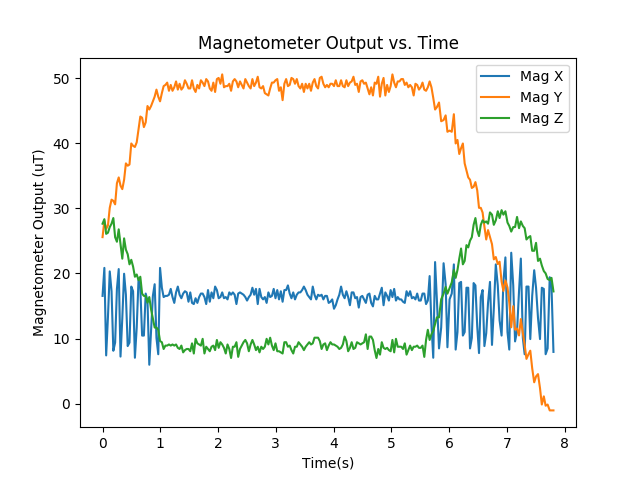 Magnetometer Output vs. Time
Mag X
Mag Y
Mag Z
Magnetometer Output (uT)
50
40
30
20
10
0
0 1 2 3 4 5 6 7 8
Time(s)